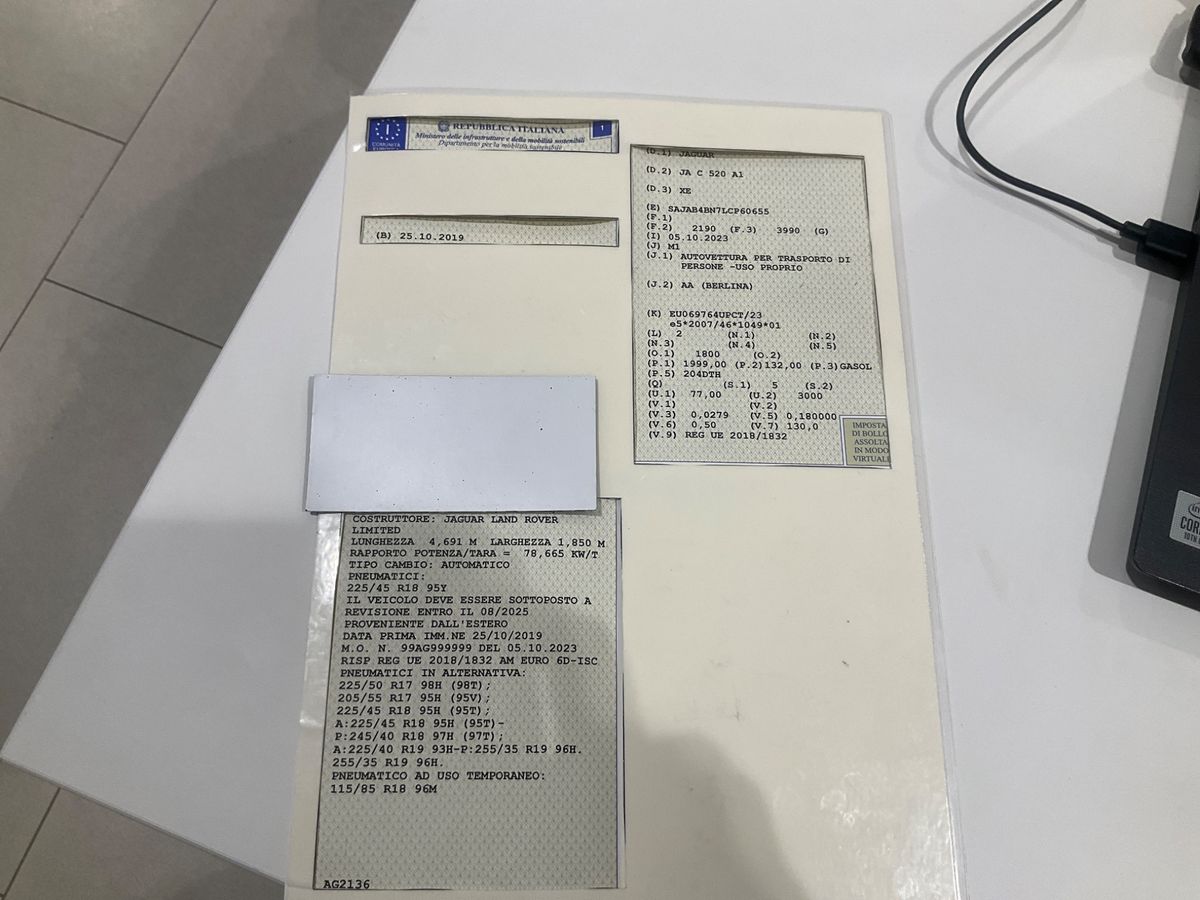 REPUBBLICA ITALIANA
Ministero delle infrastrutture e della mobilità sostenibili
Dipartimento per la mobilità sostenibile
I
COMUNITÀ
EUROPEA
1
(B) 25.10.2019
(D.1) JAGUAR
(D.2) JA C 520 A1
(D.3) XE
(E) SAJAB4BN7LCP60655
(F.1)
(F.2) 2190 (F.3) 3990 (G)
(I) 05.10.2023
(J) M1
(J.1) AUTOVETTURA PER TRASPORTO DI
PERSONE -USO PROPRIO
(J.2) AA (BERLINA)
(K) EU069764UPCT/23
e5*2007/46*1049*01
(L) 2 (N.1) (N.2)
(N.3) (N.4) (N.5)
(O.1) 1800 (O.2)
(P.1) 1999,00 (P.2)132,00 (P.3)GASOL
(P.5) 204DTH
(Q) (S.1) 5 (S.2)
(U.1) 77,00 (U.2) 3000
(V.1) (V.2)
(V.3) 0,0279 (V.5) 0,180000
(V.6) 0,50 (V.7) 130,0
(V.9) REG UE 2018/1832
IMPOSTA
DI BOLLO
ASSOLTA
IN MODO
VIRTUALE
COSTRUTTORE: JAGUAR LAND ROVER
LIMITED
LUNGHEZZA 4,691 M LARGHEZZA 1,850 M
RAPPORTO POTENZA/TARA = 78,665 KW/T
TIPO CAMBIO: AUTOMATICO
PNEUMATICI:
225/45 R18 95Y
IL VEICOLO DEVE ESSERE SOTTOPOSTO A
REVISIONE ENTRO IL 08/2025
PROVENIENTE DALL'ESTERO
DATA PRIMA IMM.NE 25/10/2019
M.O. N. 99AG999999 DEL 05.10.2023
RISP REG UE 2018/1832 AM EURO 6D-ISC
PNEUMATICI IN ALTERNATIVA:
225/50 R17 98H (98T);
205/55 R17 95H (95V);
225/45 R18 95H (95T);
A:225/45 R18 95H (95T)-
P:245/40 R18 97H (97T);
A:225/40 R19 93H-P:255/35 R19 96H.
255/35 R19 96H.
PNEUMATICO AD USO TEMPORANEO:
115/85 R18 96M
AG2136